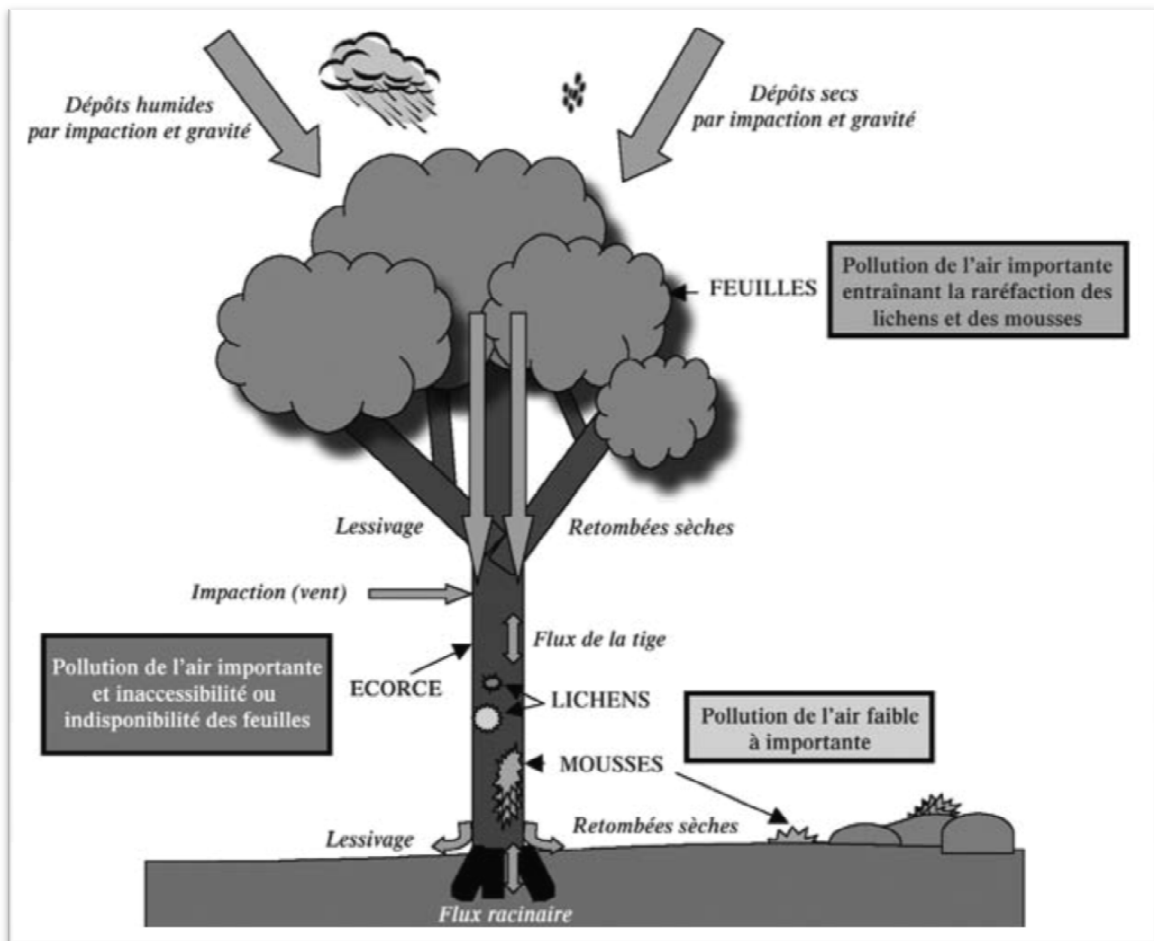 Dépôts humides
par impaction et gravité
Dépôts secs
par impaction et gravité
FEUILLES
Pollution de l'air importante
entraînant la raréfaction des
lichens et des mousses
Lessivage
Retombées sèches
Impaction (vent)
Flux de la tige
Pollution de l'air importante
et inaccessibilité ou
indisponibilité des feuilles
ECORCE
LICHENS
Pollution de l'air faible
à importante
MOUSSES
Lessivage
Retombées sèches
Flux racinaire